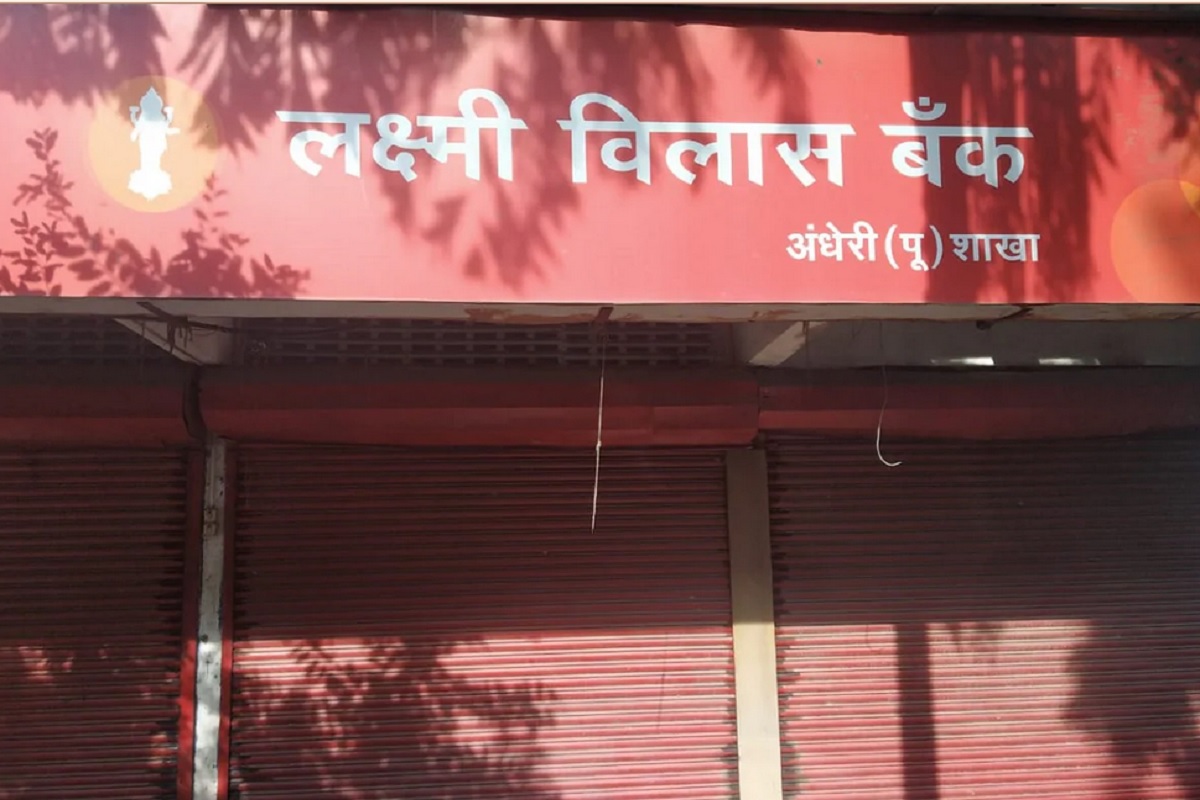 लक्ष्मी विलास बँक
अंधेरी (पू) शाखा